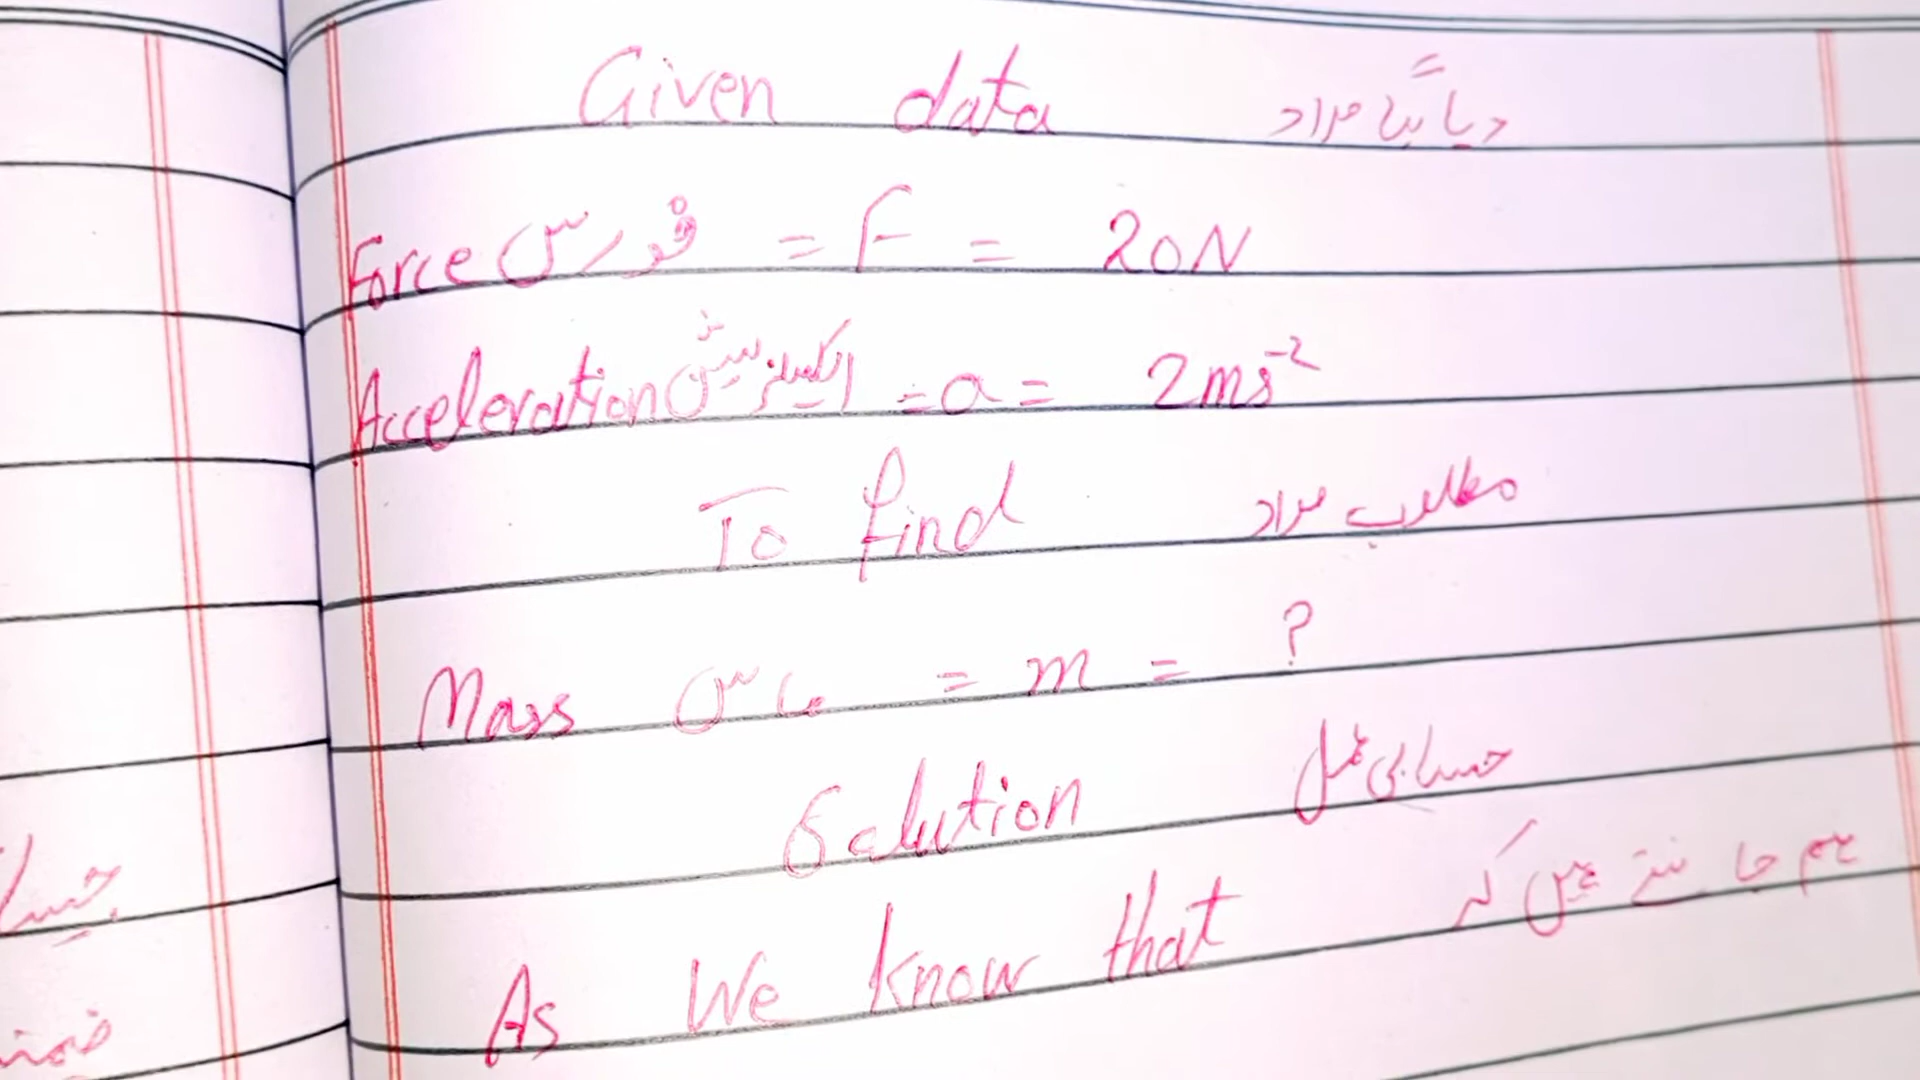 Given data دیا گیا مواد
Force فورس = F = 20N
Acceleration ایکسلریشن = a = 2ms⁻²
To find مطلوب مواد
Mass ماس = m = ?
Solution حسابی عمل
As We know that ہم جانتے ہیں کہ